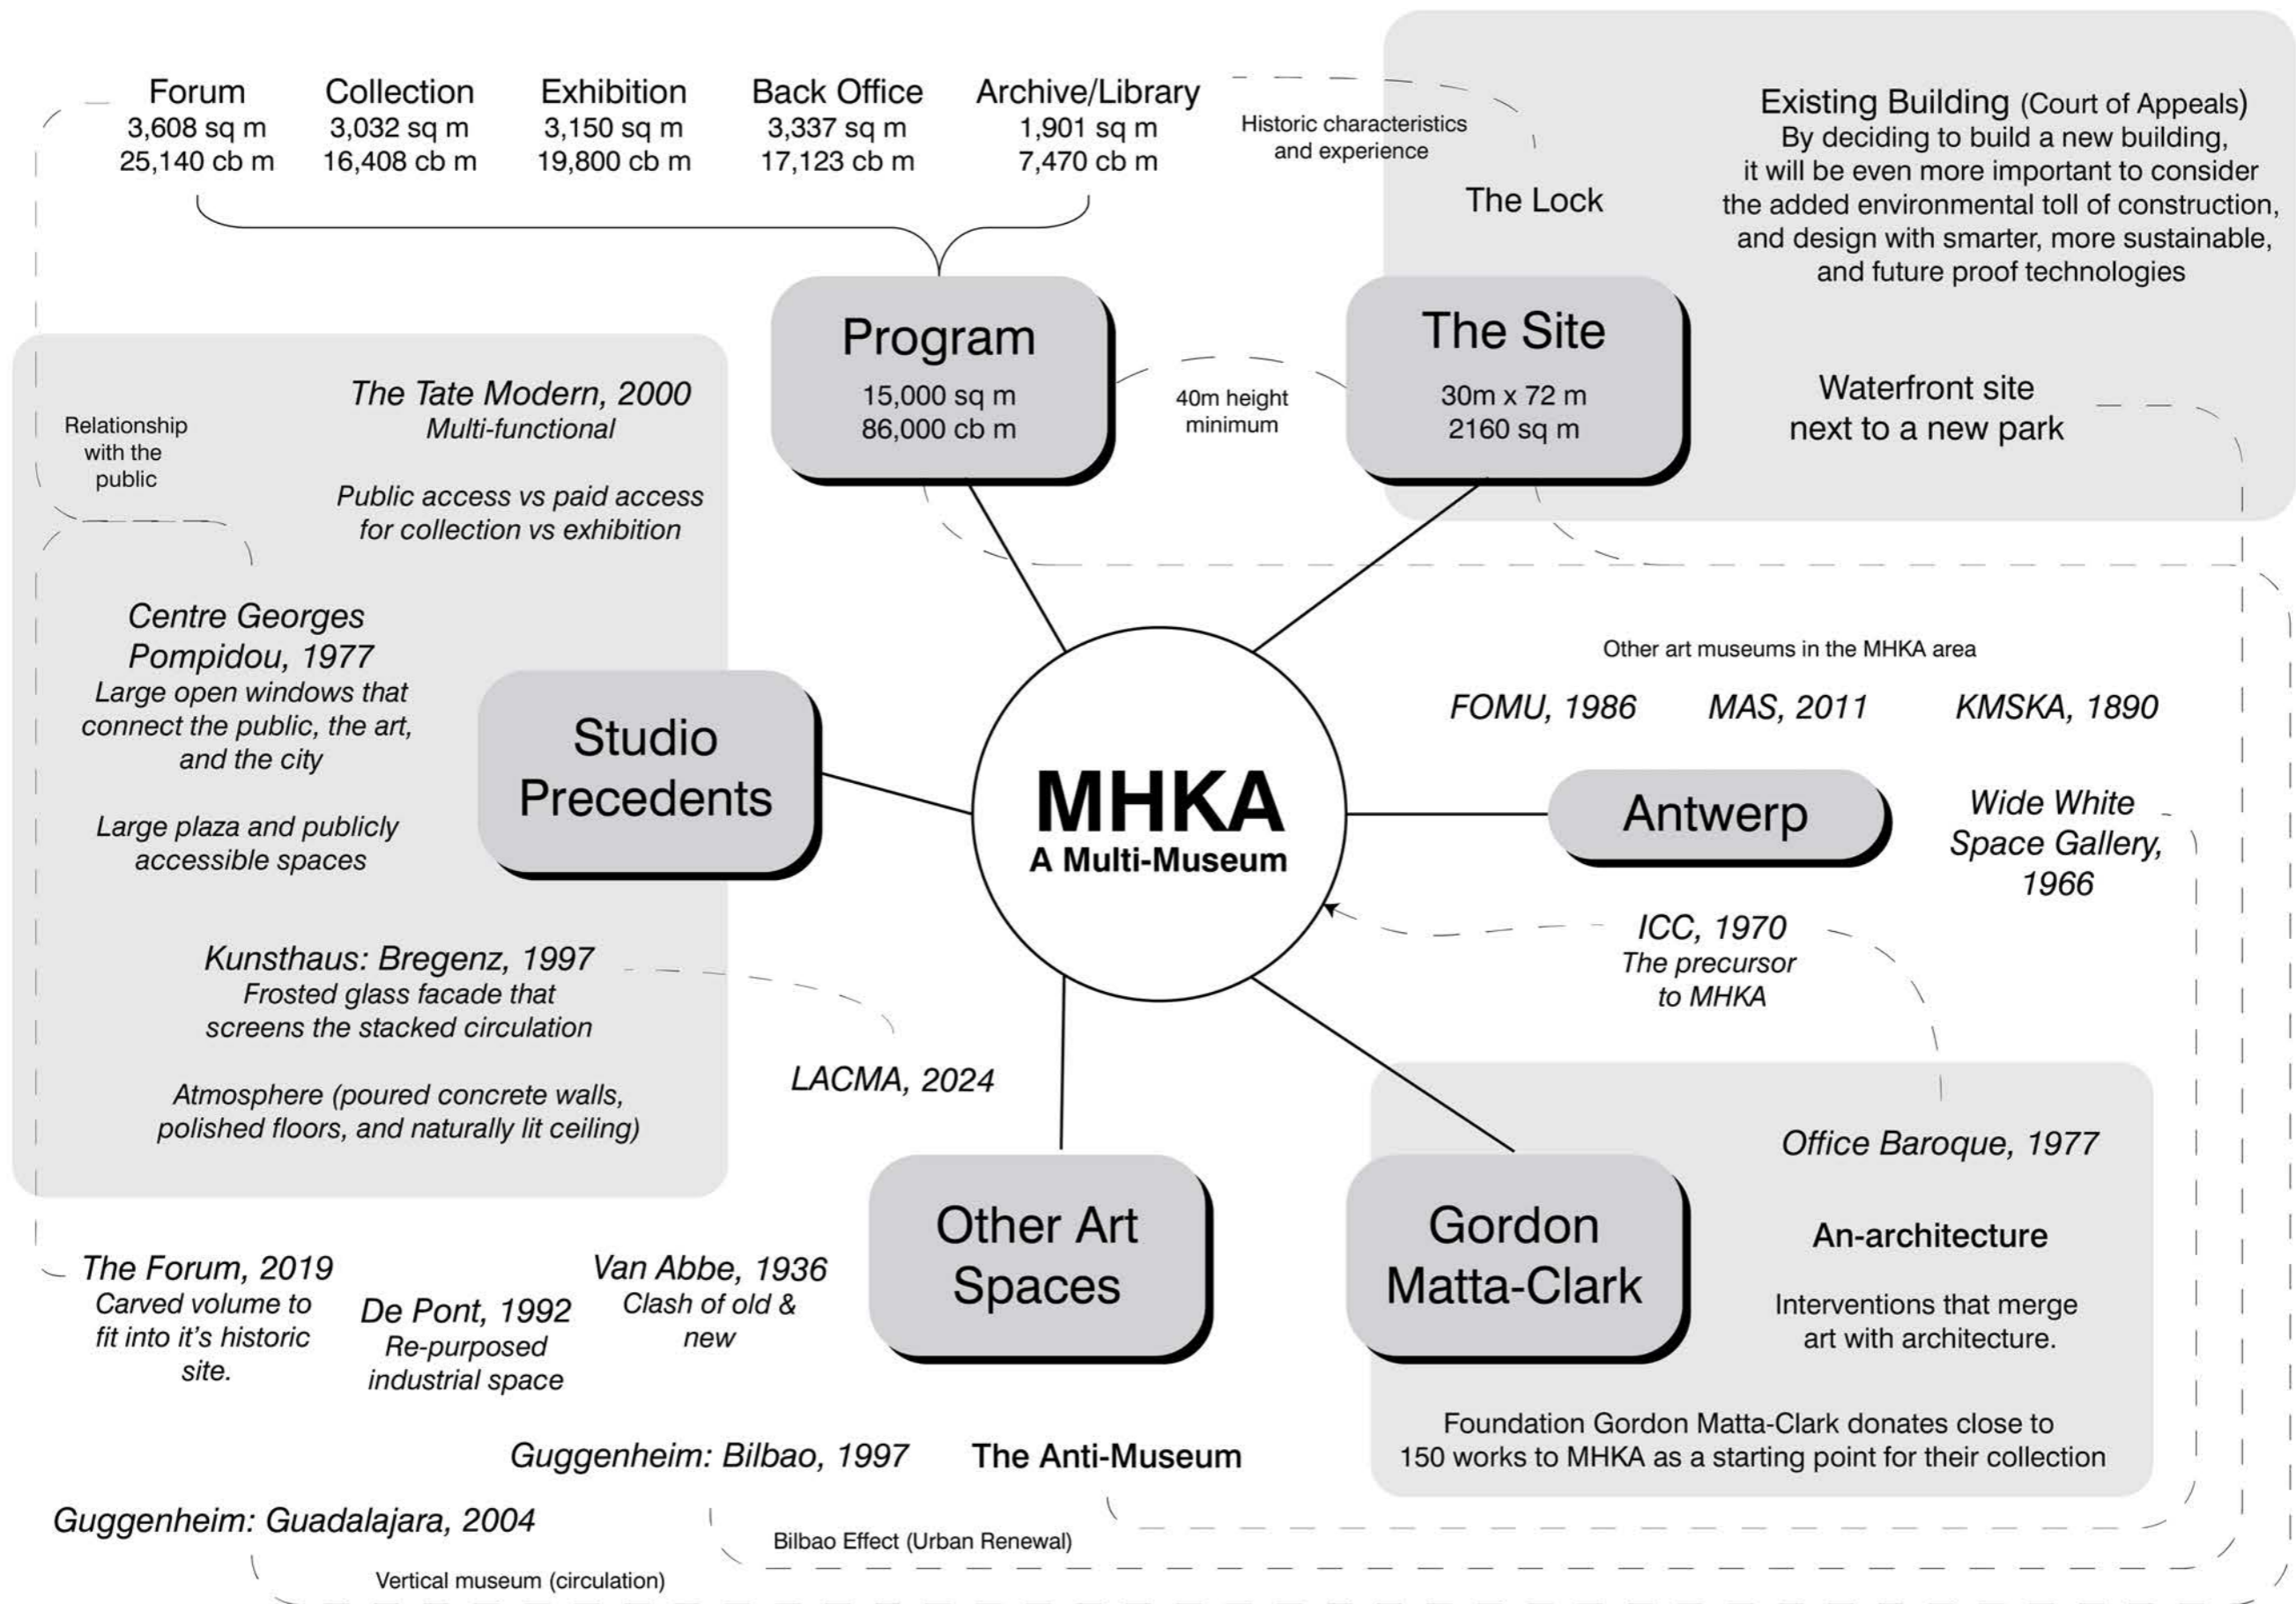 Forum
3,608 sq m
25,140 cb m
Collection
3,032 sq m
16,408 cb m
Exhibition
3,150 sq m
19,800 cb m
Back Office
3,337 sq m
17,123 cb m
Archive/Library
1,901 sq m
7,470 cb m
Historic characteristics
and experience
The Lock
Existing Building (Court of Appeals)
By deciding to build a new building,
it will be even more important to consider
the added environmental toll of construction,
and design with smarter, more sustainable,
and future proof technologies
Program
15,000 sq m
86,000 cb m
40m height
minimum
The Site
30m x 72 m
2160 sq m
Waterfront site
next to a new park
Relationship
with the
public
The Tate Modern, 2000
Multi-functional
Public access vs paid access
for collection vs exhibition
Centre Georges
Pompidou, 1977
Large open windows that
connect the public, the art,
and the city
Large plaza and publicly
accessible spaces
Studio
Precedents
Kunsthaus: Bregenz, 1997
Frosted glass facade that
screens the stacked circulation
Atmosphere (poured concrete walls,
polished floors, and naturally lit ceiling)
MHKA
A Multi-Museum
Other art museums in the MHKA area
FOMU, 1986
MAS, 2011
KMSKA, 1890
Antwerp
Wide White
Space Gallery,
1966
ICC, 1970
The precursor
to MHKA
LACMA, 2024
Other Art
Spaces
Gordon
Matta-Clark
Office Baroque, 1977
An-architecture
Interventions that merge
art with architecture.
Foundation Gordon Matta-Clark donates close to
150 works to MHKA as a starting point for their collection
The Forum, 2019
Carved volume to
fit into it's historic
site.
De Pont, 1992
Re-purposed
industrial space
Van Abbe, 1936
Clash of old &
new
Guggenheim: Bilbao, 1997
The Anti-Museum
Guggenheim: Guadalajara, 2004
Bilbao Effect (Urban Renewal)
Vertical museum (circulation)